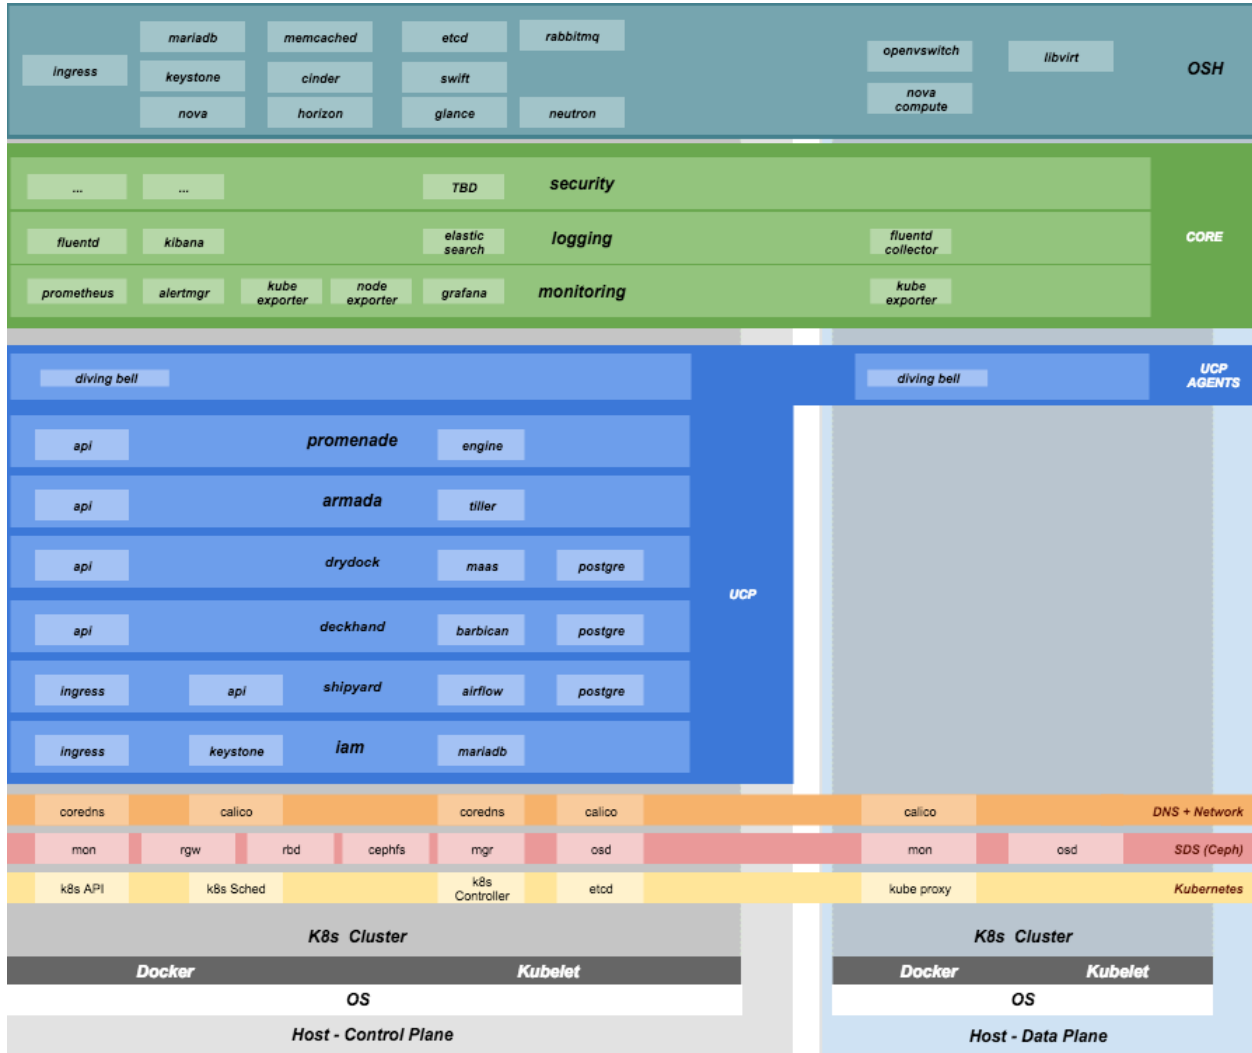 mariadb memcached etcd rabbitmq
openvswitch libvirt
ingress OSH
keystone cinder swift
nova
compute
nova horizon glance neutron
... ... TBD security
fluentd kibana elastic
search logging fluentd
collector CORE
prometheus alertmgr kube
exporter node
exporter grafana monitoring kube
exporter
diving bell diving bell UCP
AGENTS
api promenade engine
api armada tiller
api drydock maas postgre
UCP
api deckhand barbican postgre
ingress api shipyard airflow postgre
ingress keystone iam mariadb
coredns calico coredns calico calico DNS + Network
mon rgw rbd cephfs mgr osd mon osd SDS (Ceph)
k8s API k8s Sched k8s
Controller etcd kube proxy Kubernetes
K8s Cluster K8s Cluster
Docker Kubelet Docker Kubelet
OS OS
Host - Control Plane Host - Data Plane